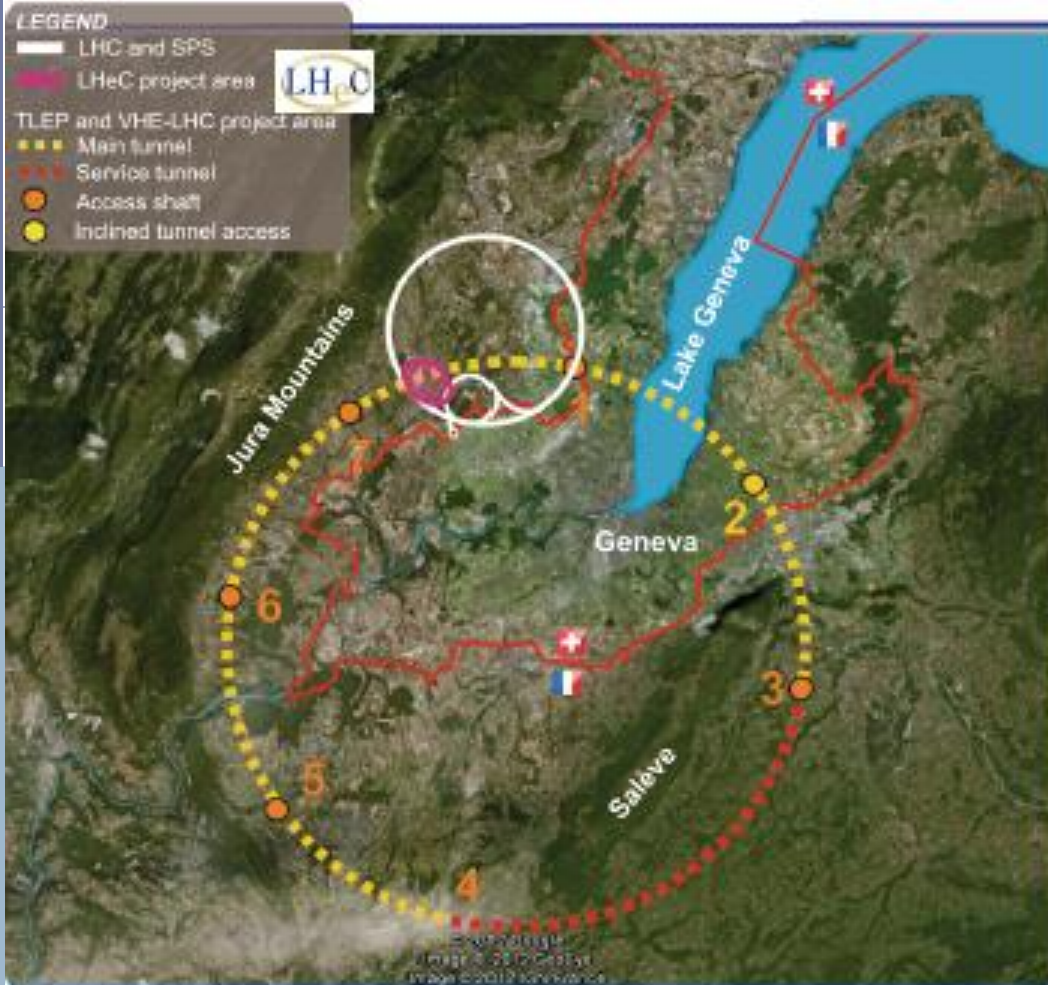 LEGEND
LHC and SPS
LHeC project area
LHeC
TLEP and VHE-LHC project area
Main tunnel
Service tunnel
Access shaft
Inclined tunnel access
Jura Mountains
Lake Geneva
1
7
2
Geneva
6
3
5
Saleve
4